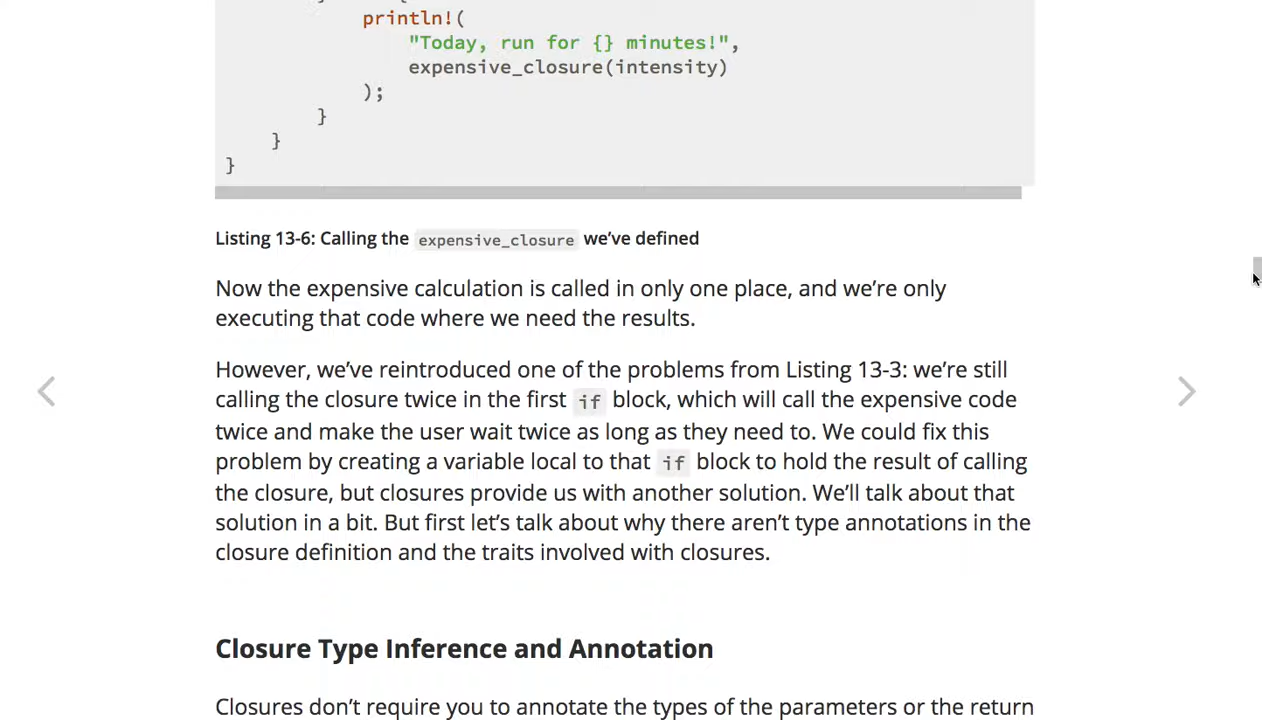 println!(
"Today, run for {} minutes!",
expensive_closure(intensity)
);
}
}
}
Listing 13-6: Calling the expensive_closure we’ve defined
Now the expensive calculation is called in only one place, and we’re only
executing that code where we need the results.
However, we’ve reintroduced one of the problems from Listing 13-3: we’re still
calling the closure twice in the first if block, which will call the expensive code
twice and make the user wait twice as long as they need to. We could fix this
problem by creating a variable local to that if block to hold the result of calling
the closure, but closures provide us with another solution. We’ll talk about that
solution in a bit. But first let’s talk about why there aren’t type annotations in the
closure definition and the traits involved with closures.
Closure Type Inference and Annotation
Closures don’t require you to annotate the types of the parameters or the return